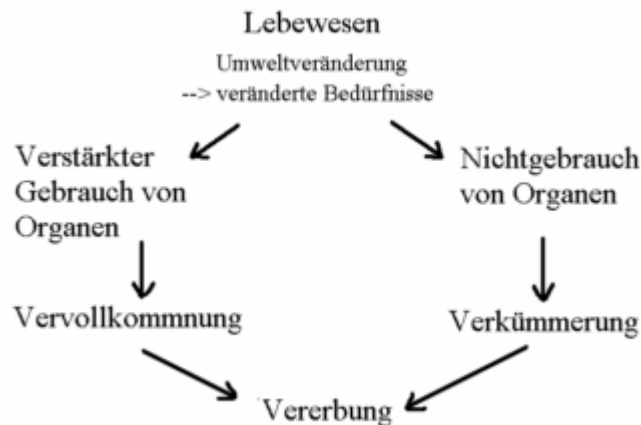 Lebewesen
Umweltveränderung
--> veränderte Bedürfnisse
Verstärkter
Gebrauch von
Organen
Nichtgebrauch
von Organen
Vervollkommnung
Verkümmerung
Vererbung